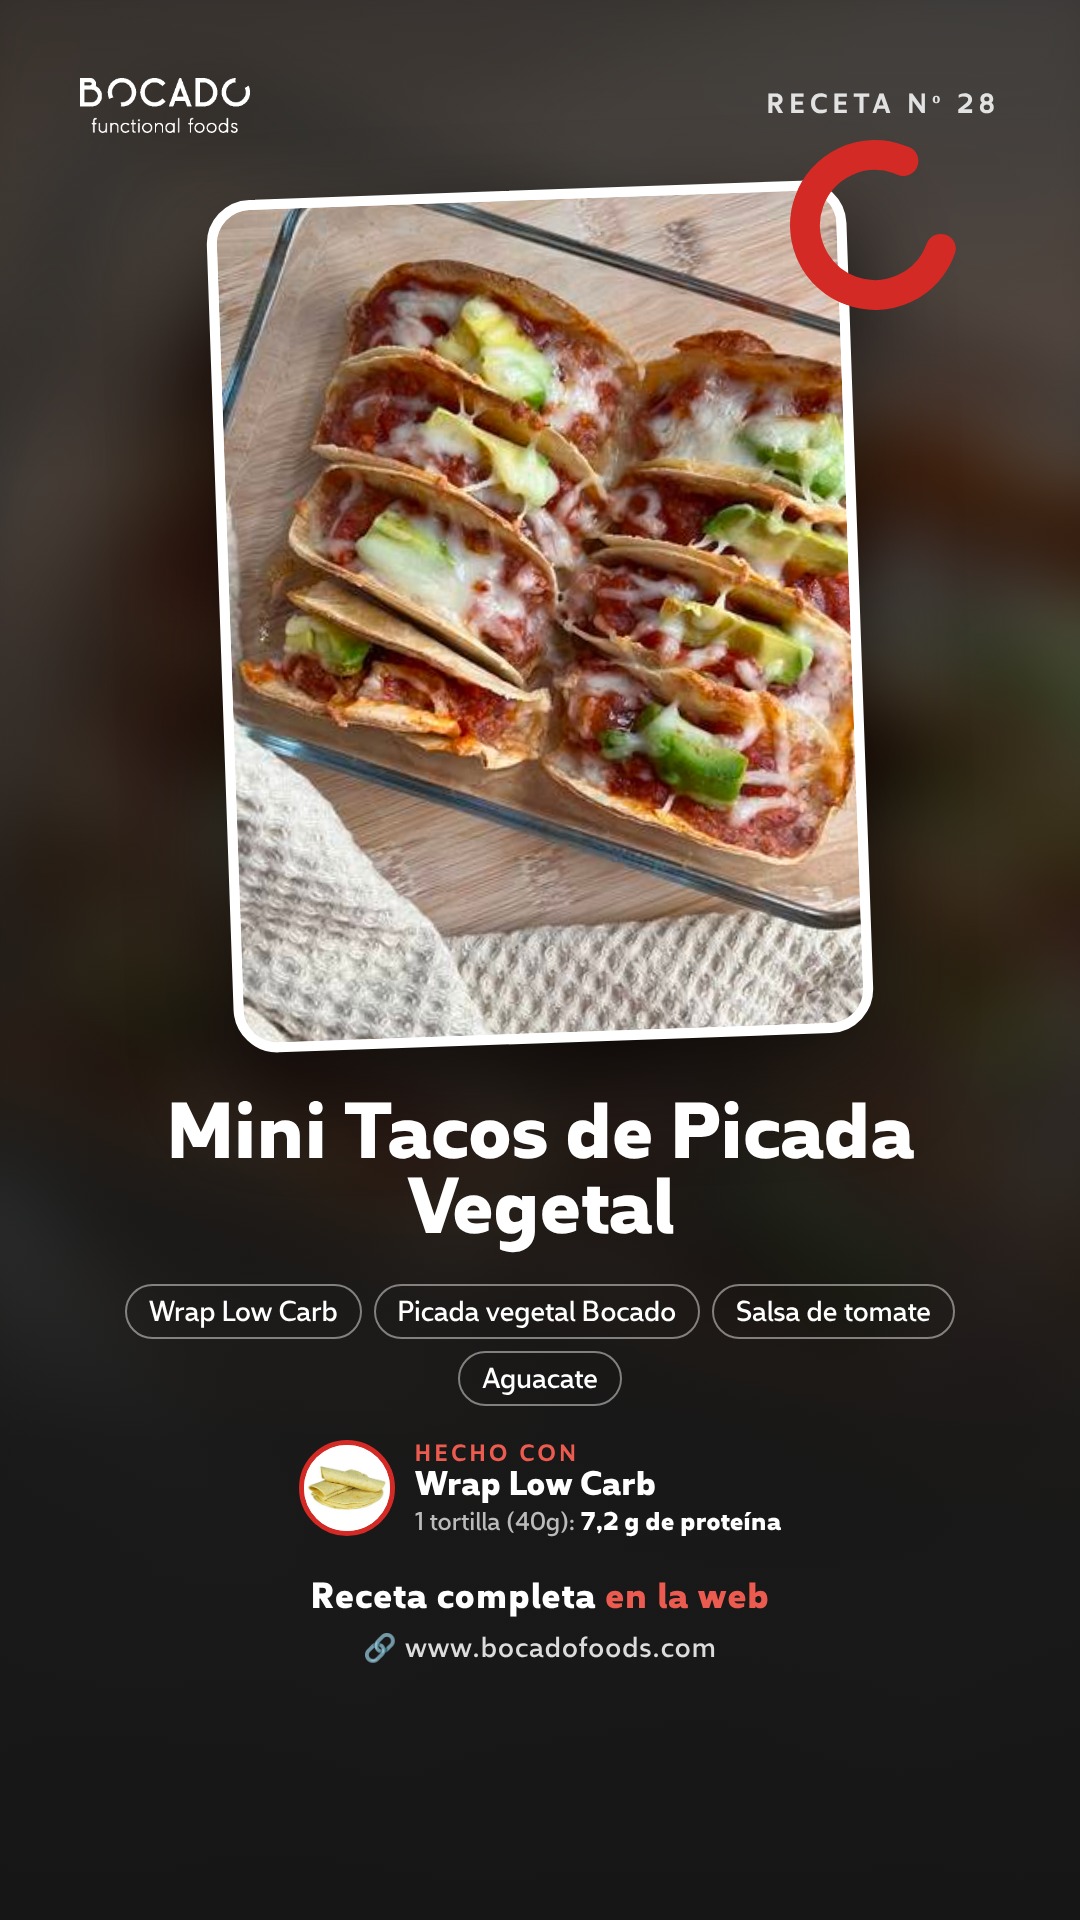 BOCADO
functional foods
RECETA Nº 28
Mini Tacos de Picada
Vegetal
Wrap Low Carb
Picada vegetal Bocado
Salsa de tomate
Aguacate
HECHO CON
Wrap Low Carb
1 tortilla (40g): 7,2 g de proteína
Receta completa en la web
www.bocadofoods.com